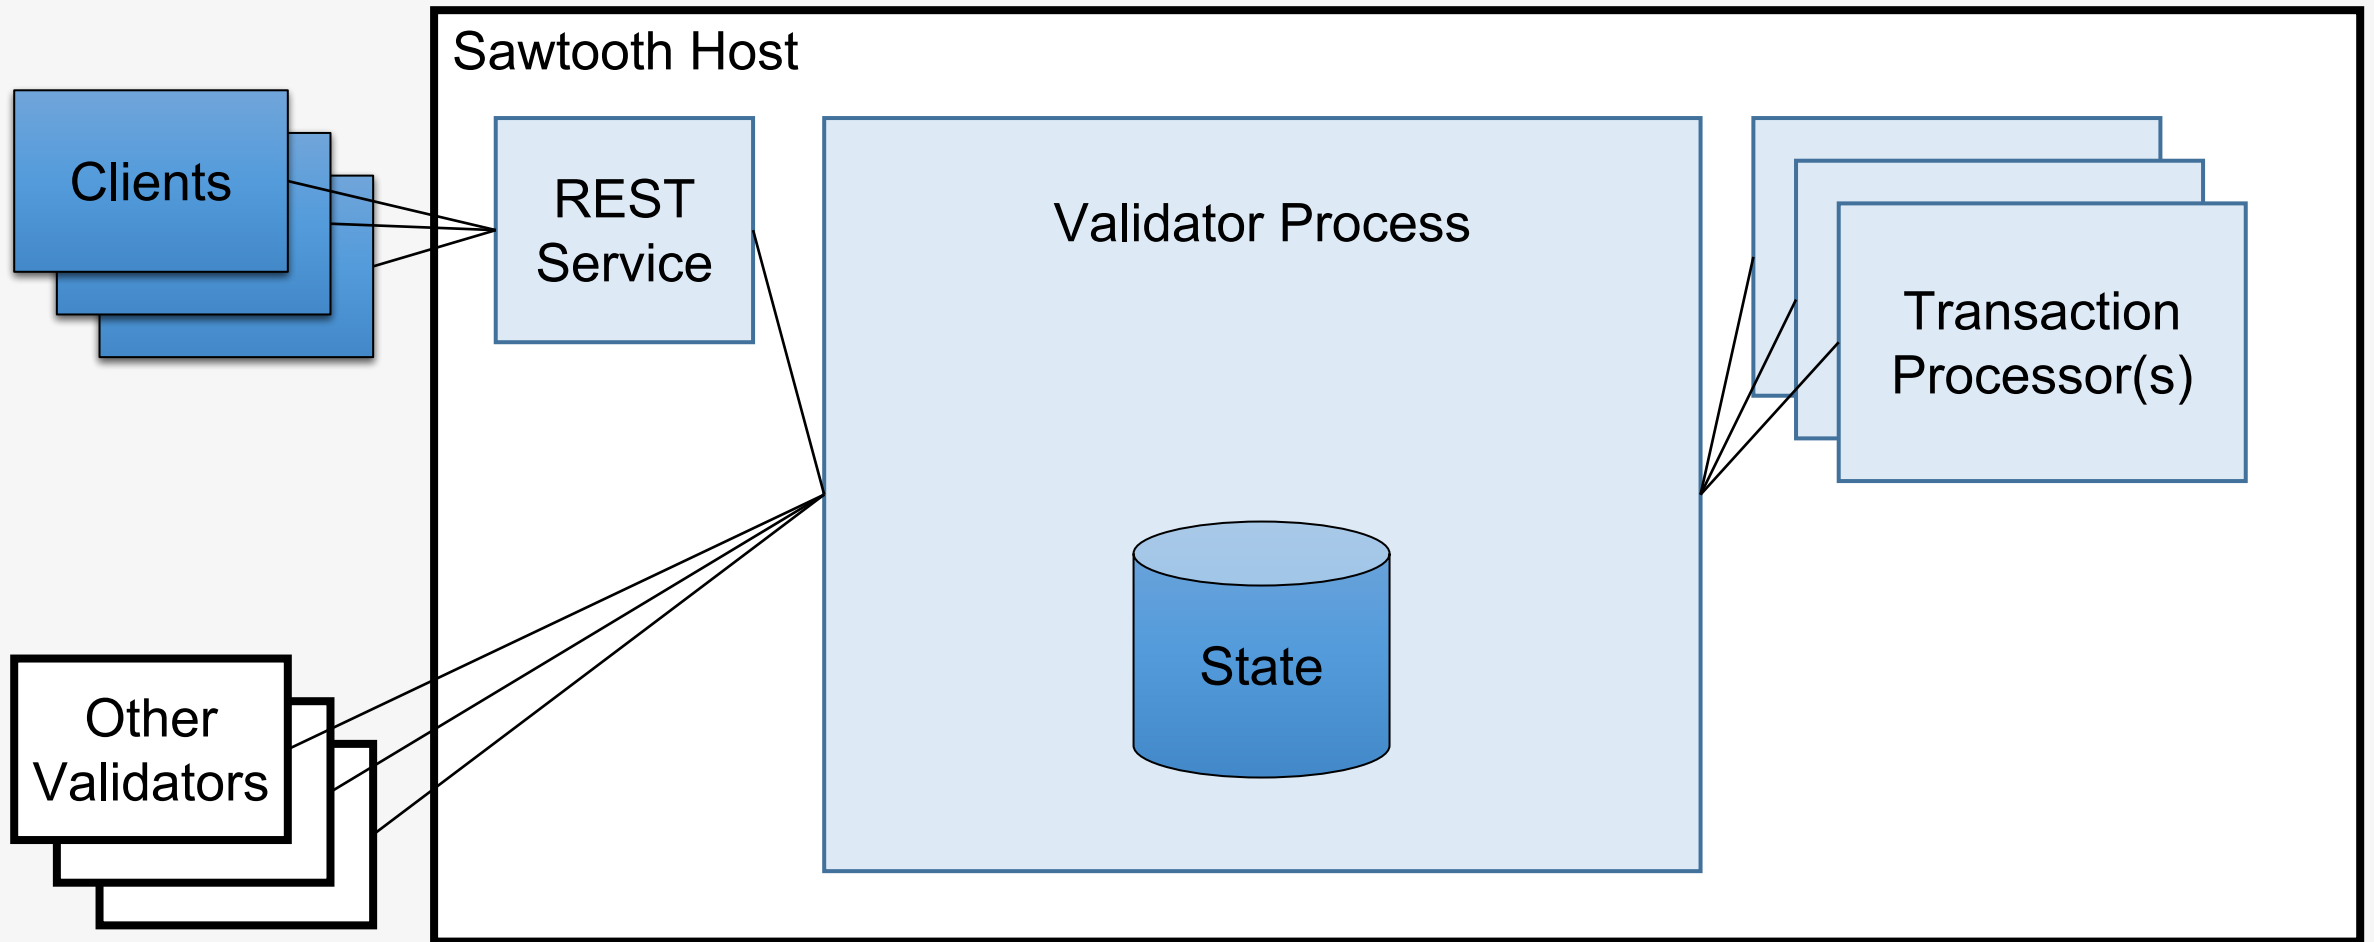 Sawtooth Host
Clients
REST
Service
Validator Process
Transaction
Processor(s)
State
Other
Validators